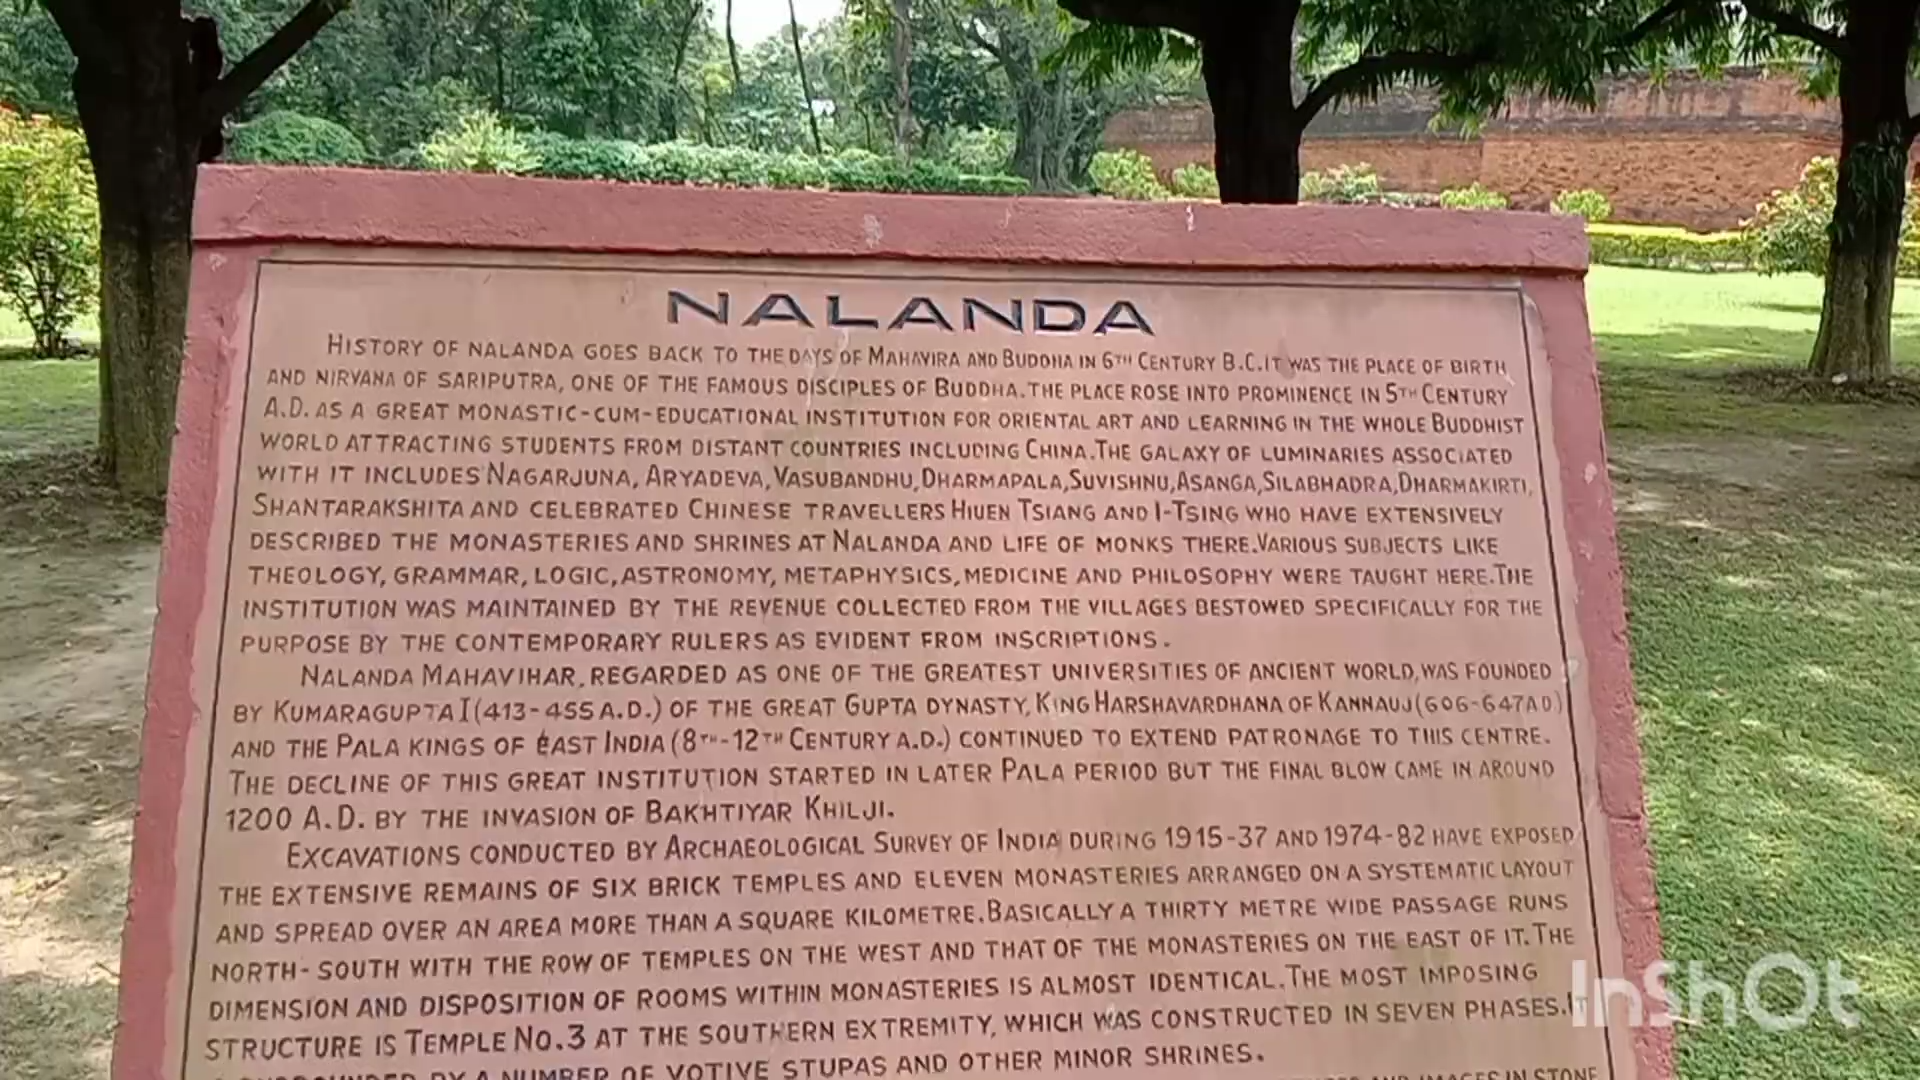 NALANDA
HISTORY OF NALANDA GOES BACK TO THE DAYS OF MAHAVIRA AND BUDDHA IN 6TH CENTURY B.C. IT WAS THE PLACE OF BIRTH
AND NIRVANA OF SARIPUTRA, ONE OF THE FAMOUS DISCIPLES OF BUDDHA. THE PLACE ROSE INTO PROMINENCE IN 5TH CENTURY
A.D. AS A GREAT MONASTIC-CUM-EDUCATIONAL INSTITUTION FOR ORIENTAL ART AND LEARNING IN THE WHOLE BUDDHIST
WORLD ATTRACTING STUDENTS FROM DISTANT COUNTRIES INCLUDING CHINA. THE GALAXY OF LUMINARIES ASSOCIATED
WITH IT INCLUDES NAGARJUNA, ARYADEVA, VASUBANDHU, DHARMAPALA, SUVISHNU, ASANGA, SILABHADRA, DHARMAKIRTI,
SHANTARAKSHITA AND CELEBRATED CHINESE TRAVELLERS HIUEN TSIANG AND I-TSING WHO HAVE EXTENSIVELY
DESCRIBED THE MONASTERIES AND SHRINES AT NALANDA AND LIFE OF MONKS THERE. VARIOUS SUBJECTS LIKE
THEOLOGY, GRAMMAR, LOGIC, ASTRONOMY, METAPHYSICS, MEDICINE AND PHILOSOPHY WERE TAUGHT HERE. THE
INSTITUTION WAS MAINTAINED BY THE REVENUE COLLECTED FROM THE VILLAGES BESTOWED SPECIFICALLY FOR THE
PURPOSE BY THE CONTEMPORARY RULERS AS EVIDENT FROM INSCRIPTIONS.
NALANDA MAHAVIHAR, REGARDED AS ONE OF THE GREATEST UNIVERSITIES OF ANCIENT WORLD, WAS FOUNDED
BY KUMARAGUPTA I (413-455 A.D.) OF THE GREAT GUPTA DYNASTY, KING HARSHAVARDHANA OF KANNAUJ (606-647 AD)
AND THE PALA KINGS OF EAST INDIA (8TH-12TH CENTURY A.D.) CONTINUED TO EXTEND PATRONAGE TO THIS CENTRE.
THE DECLINE OF THIS GREAT INSTITUTION STARTED IN LATER PALA PERIOD BUT THE FINAL BLOW CAME IN AROUND
1200 A.D. BY THE INVASION OF BAKHTIYAR KHILJI.
EXCAVATIONS CONDUCTED BY ARCHAEOLOGICAL SURVEY OF INDIA DURING 1915-37 AND 1974-82 HAVE EXPOSED
THE EXTENSIVE REMAINS OF SIX BRICK TEMPLES AND ELEVEN MONASTERIES ARRANGED ON A SYSTEMATIC LAYOUT
AND SPREAD OVER AN AREA MORE THAN A SQUARE KILOMETRE. BASICALLY A THIRTY METRE WIDE PASSAGE RUNS
NORTH-SOUTH WITH THE ROW OF TEMPLES ON THE WEST AND THAT OF THE MONASTERIES ON THE EAST OF IT. THE
DIMENSION AND DISPOSITION OF ROOMS WITHIN MONASTERIES IS ALMOST IDENTICAL. THE MOST IMPOSING
STRUCTURE IS TEMPLE NO.3 AT THE SOUTHERN EXTREMITY, WHICH WAS CONSTRUCTED IN SEVEN PHASES. IT
BY A NUMBER OF VOTIVE STUPAS AND OTHER MINOR SHRINES.
AND IMAGES IN STONE
InShOt